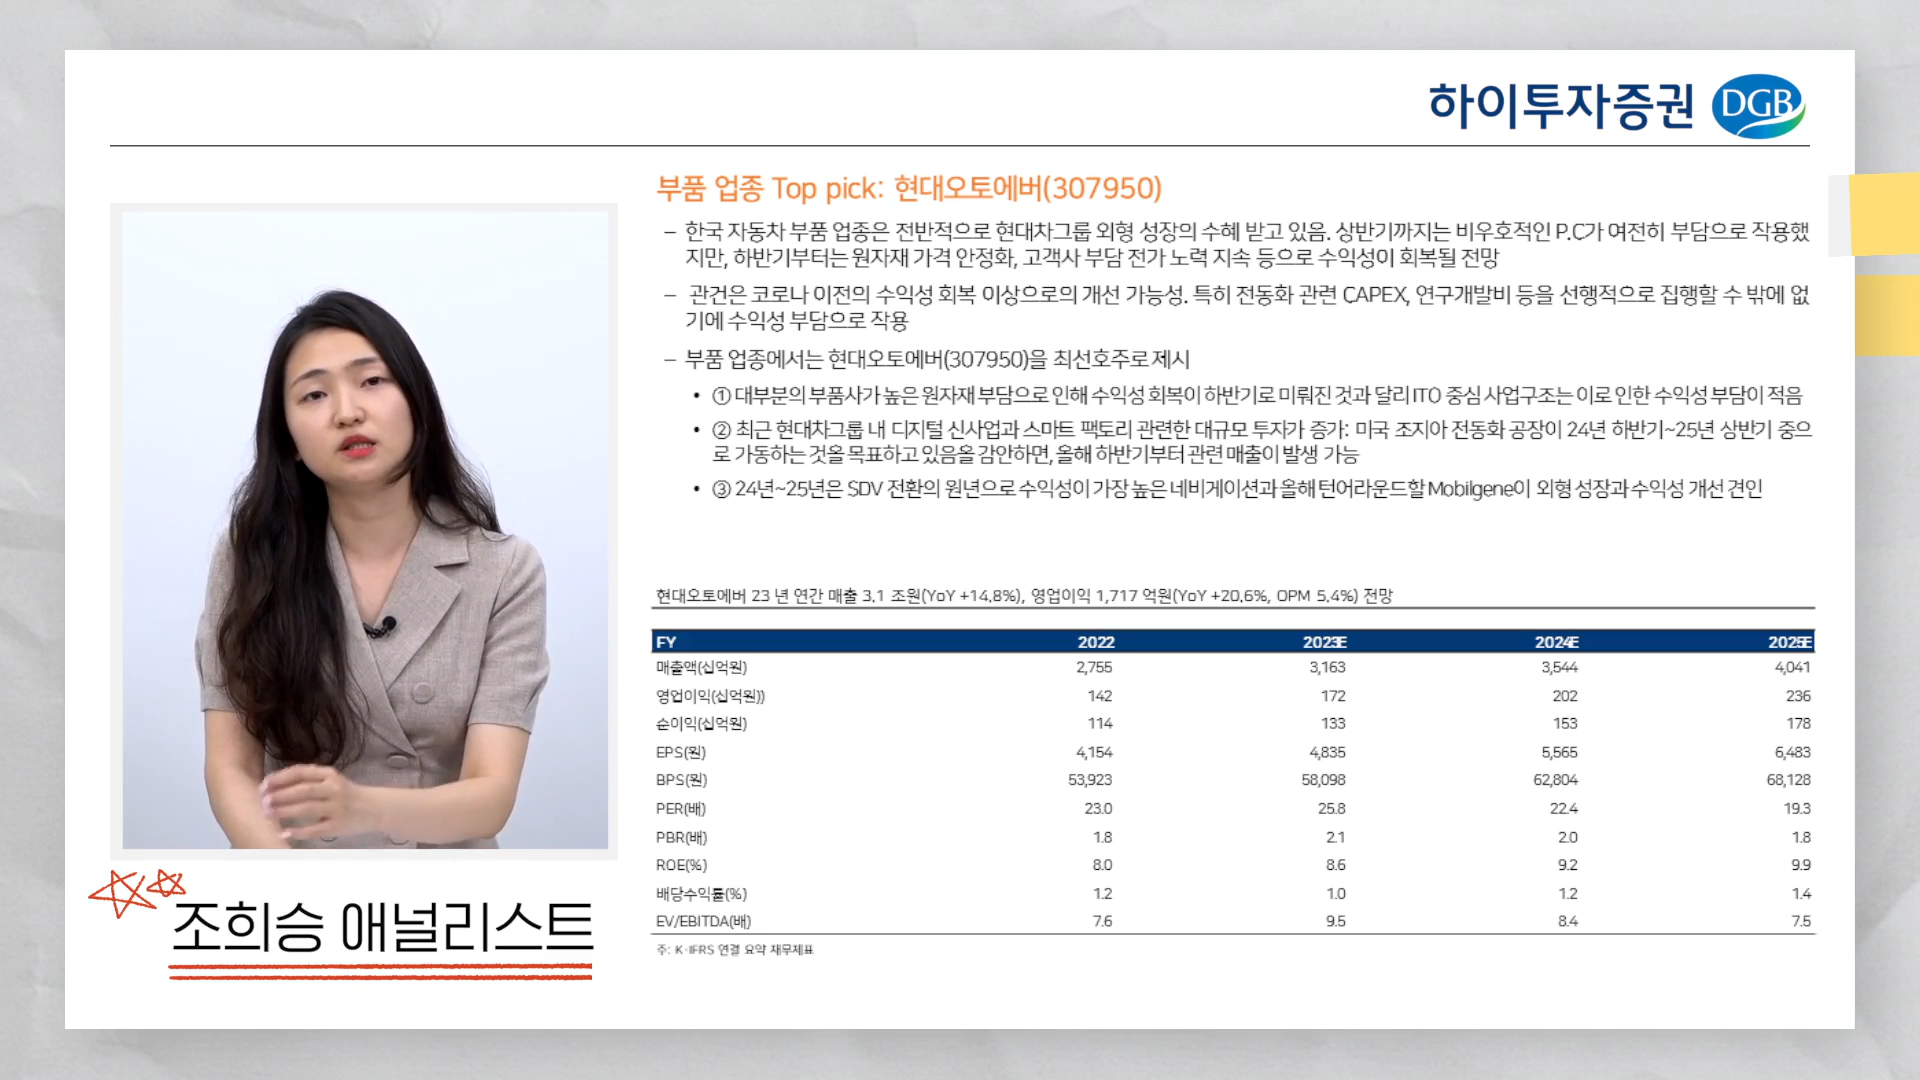 하이투자증권 DGB
부품 업종 Top pick: 현대오토에버(307950)
– 한국 자동차 부품 업종은 전반적으로 현대차그룹 외형 성장의 수혜 받고 있음. 상반기까지는 비우호적인 P.C가 여전히 부담으로 작용했
지만, 하반기부터는 원자재 가격 안정화, 고객사 부담 전가 노력 지속 등으로 수익성이 회복될 전망
– 관건은 코로나 이전의 수익성 회복 이상으로의 개선 가능성. 특히 전동화 관련 CAPEX, 연구개발비 등을 선행적으로 집행할 수 밖에 없
기에 수익성 부담으로 작용
– 부품 업종에서는 현대오토에버(307950)을 최선호주로 제시
• ① 대부분의 부품사가 높은 원자재 부담으로 인해 수익성 회복이 하반기로 미뤄진 것과 달리 ITO 중심 사업구조는 이로 인한 수익성 부담이 적음
• ② 최근 현대차그룹 내 디지털 신사업과 스마트 팩토리 관련한 대규모 투자가 증가: 미국 조지아 전동화 공장이 24년 하반기~25년 상반기 중으
로 가동하는 것올 목표하고 있음올 감안하면, 올해 하반기부터 관련 매출이 발생 가능
• ③ 24년~25년은 SDV 전환의 원년으로 수익성이 가장 높은 네비게이션과 올해 턴어라운드할 Mobilgene이 외형 성장과 수익성 개선 견인
현대오토에버 23 년 연간 매출 3.1 조원(YoY +14.8%), 영업이익 1,717 억원(YoY +20.6%, OPM 5.4%) 전망
FY 2022 2023E 2024E 2025E
매출액(십억원) 2,755 3,163 3,544 4,041
영업이익(십억원)) 142 172 202 236
순이익(십억원) 114 133 153 178
EPS(원) 4,154 4,835 5,565 6,483
BPS(원) 53,923 58,098 62,804 68,128
PER(배) 23.0 25.8 22.4 19.3
PBR(배) 1.8 2.1 2.0 1.8
ROE(%) 8.0 8.6 9.2 9.9
배당수익률(%) 1.2 1.0 1.2 1.4
EV/EBITDA(배) 7.6 9.5 8.4 7.5
주: K-IFRS 연결 요약 재무제표
조희승 애널리스트